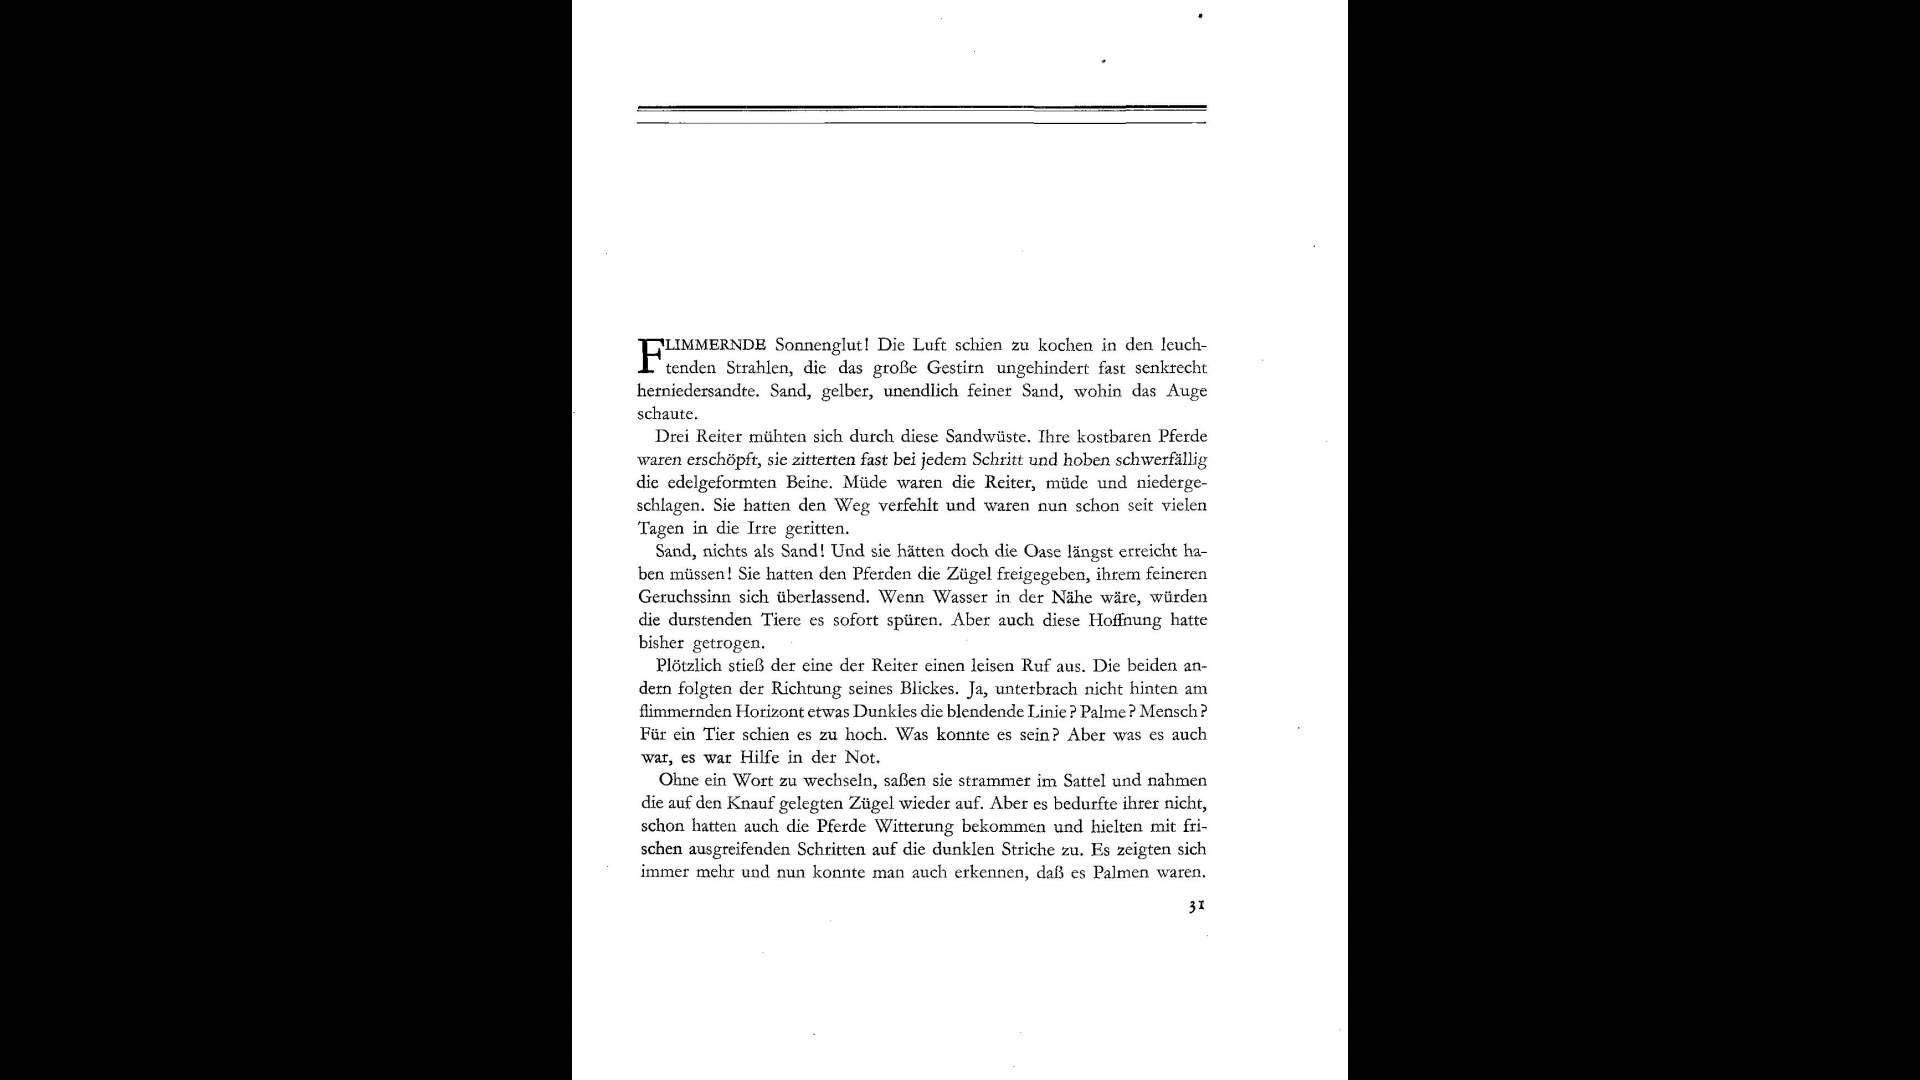 FLIMMERNDE Sonnenglut! Die Luft schien zu kochen in den leuch-
tenden Strahlen, die das große Gestirn ungehindert fast senkrecht
herniedersandte. Sand, gelber, unendlich feiner Sand, wohin das Auge
schaute.
Drei Reiter mühten sich durch diese Sandwüste. Ihre kostbaren Pferde
waren erschöpft, sie zitterten fast bei jedem Schritt und hoben schwerfällig
die edelgeformten Beine. Müde waren die Reiter, müde und niederge-
schlagen. Sie hatten den Weg verfehlt und waren nun schon seit vielen
Tagen in die Irre geritten.
Sand, nichts als Sand! Und sie hätten doch die Oase längst erreicht ha-
ben müssen! Sie hatten den Pferden die Zügel freigegeben, ihrem feineren
Geruchssinn sich überlassend. Wenn Wasser in der Nähe wäre, würden
die durstenden Tiere es sofort spüren. Aber auch diese Hoffnung hatte
bisher getrogen.
Plötzlich stieß der eine der Reiter einen leisen Ruf aus. Die beiden an-
dern folgten der Richtung seines Blickes. Ja, unterbrach nicht hinten am
flimmernden Horizont etwas Dunkles die blendende Linie? Palme? Mensch?
Für ein Tier schien es zu hoch. Was konnte es sein? Aber was es auch
war, es war Hilfe in der Not.
Ohne ein Wort zu wechseln, saßen sie strammer im Sattel und nahmen
die auf den Knauf gelegten Zügel wieder auf. Aber es bedurfte ihrer nicht,
schon hatten auch die Pferde Witterung bekommen und hielten mit fri-
schen ausgreifenden Schritten auf die dunklen Striche zu. Es zeigten sich
immer mehr und nun konnte man auch erkennen, daß es Palmen waren.
31